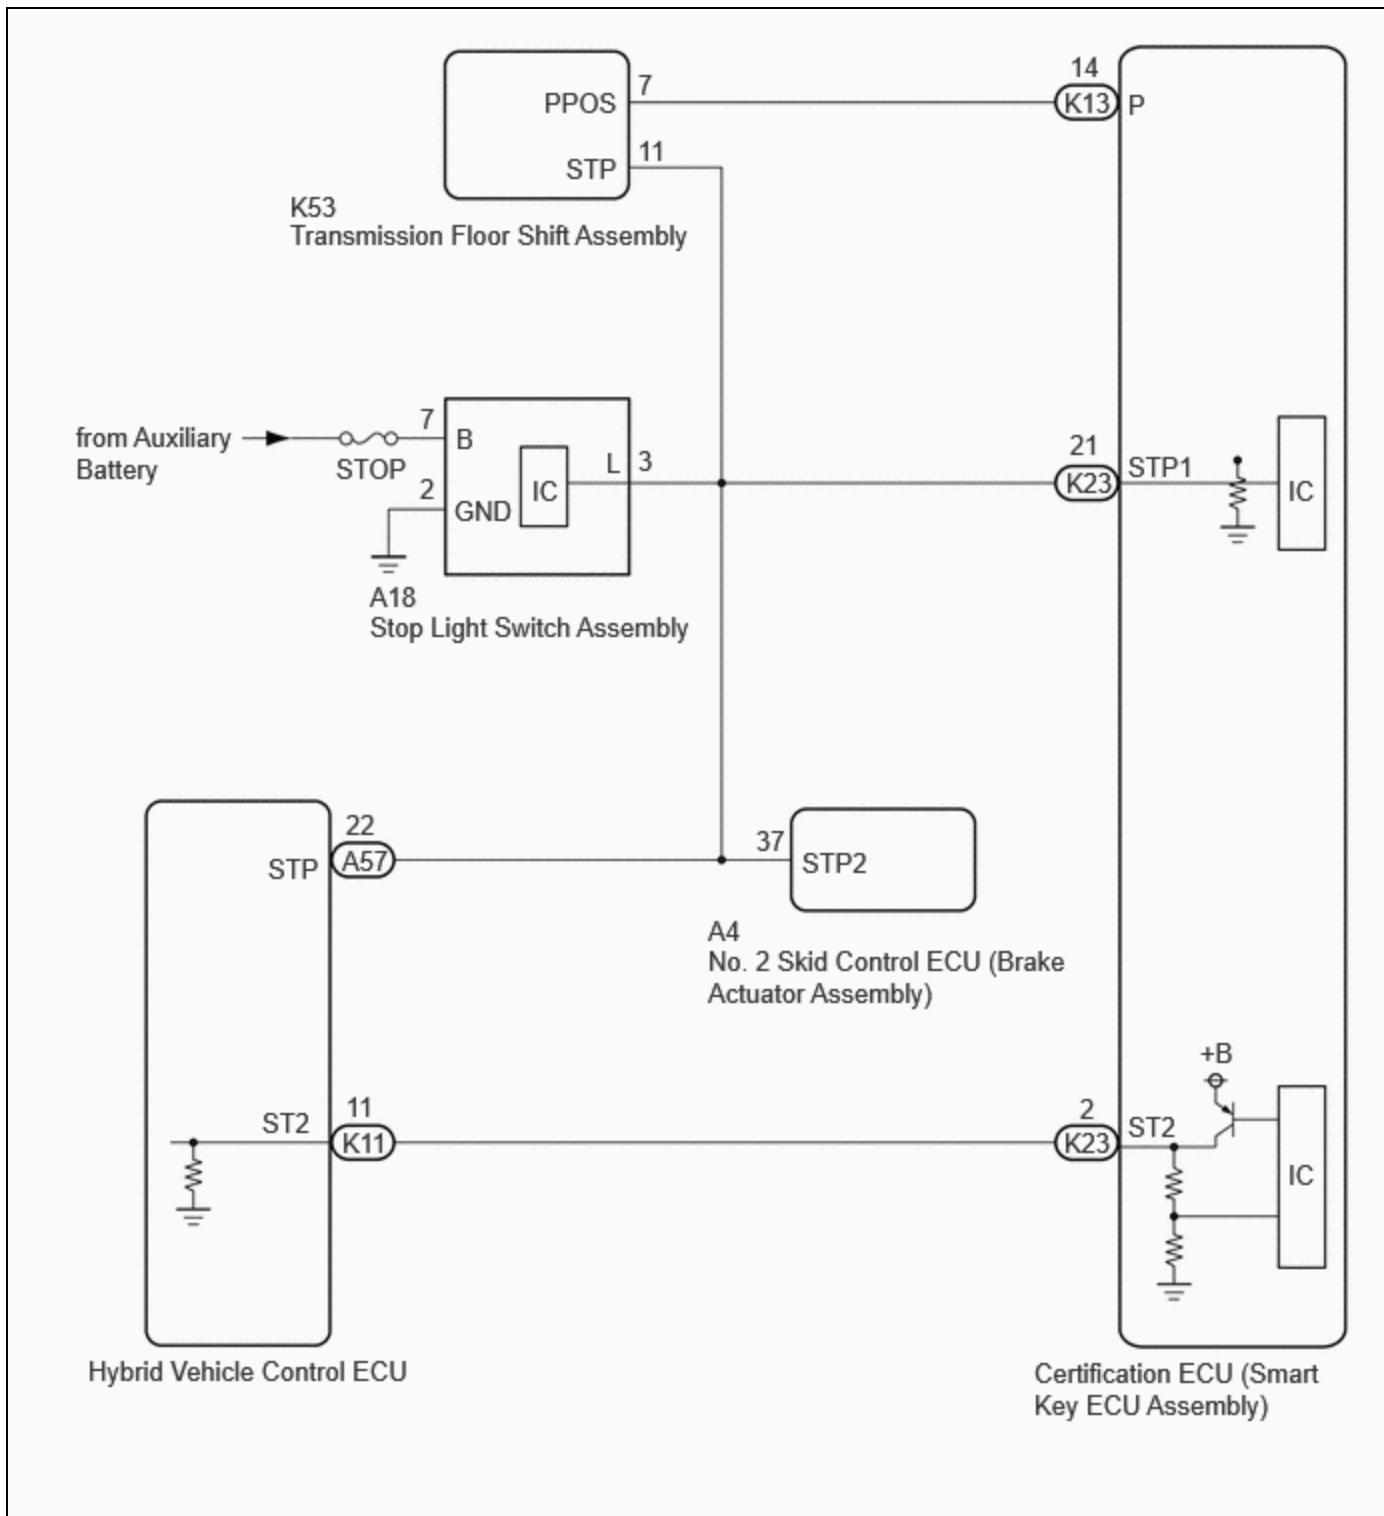 PPOS
7
STP
11
K53
Transmission Floor Shift Assembly
14
K13
P
from Auxiliary
Battery
STOP
7
B
2
GND
IC
L
3
A18
Stop Light Switch Assembly
21
K23
STP1
IC
22
STP
A57
37
STP2
A4
No. 2 Skid Control ECU (Brake
Actuator Assembly)
ST2
11
K11
2
K23
ST2
+B
IC
Hybrid Vehicle Control ECU
Certification ECU (Smart
Key ECU Assembly)